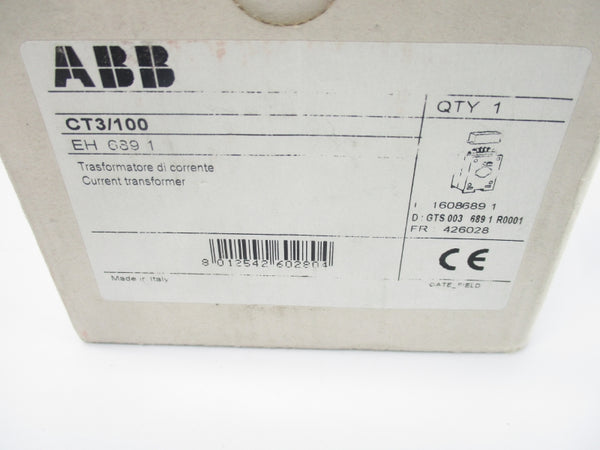 ABB
CT3/100
EH 689 1
Trasformatore di corrente
Current transformer
8 012542 602804
Made in Italy
QTY 1
I : 1608689 1
D : GTS 003 689 1 R0001
FR : 426028
CE
DATE_FIELD